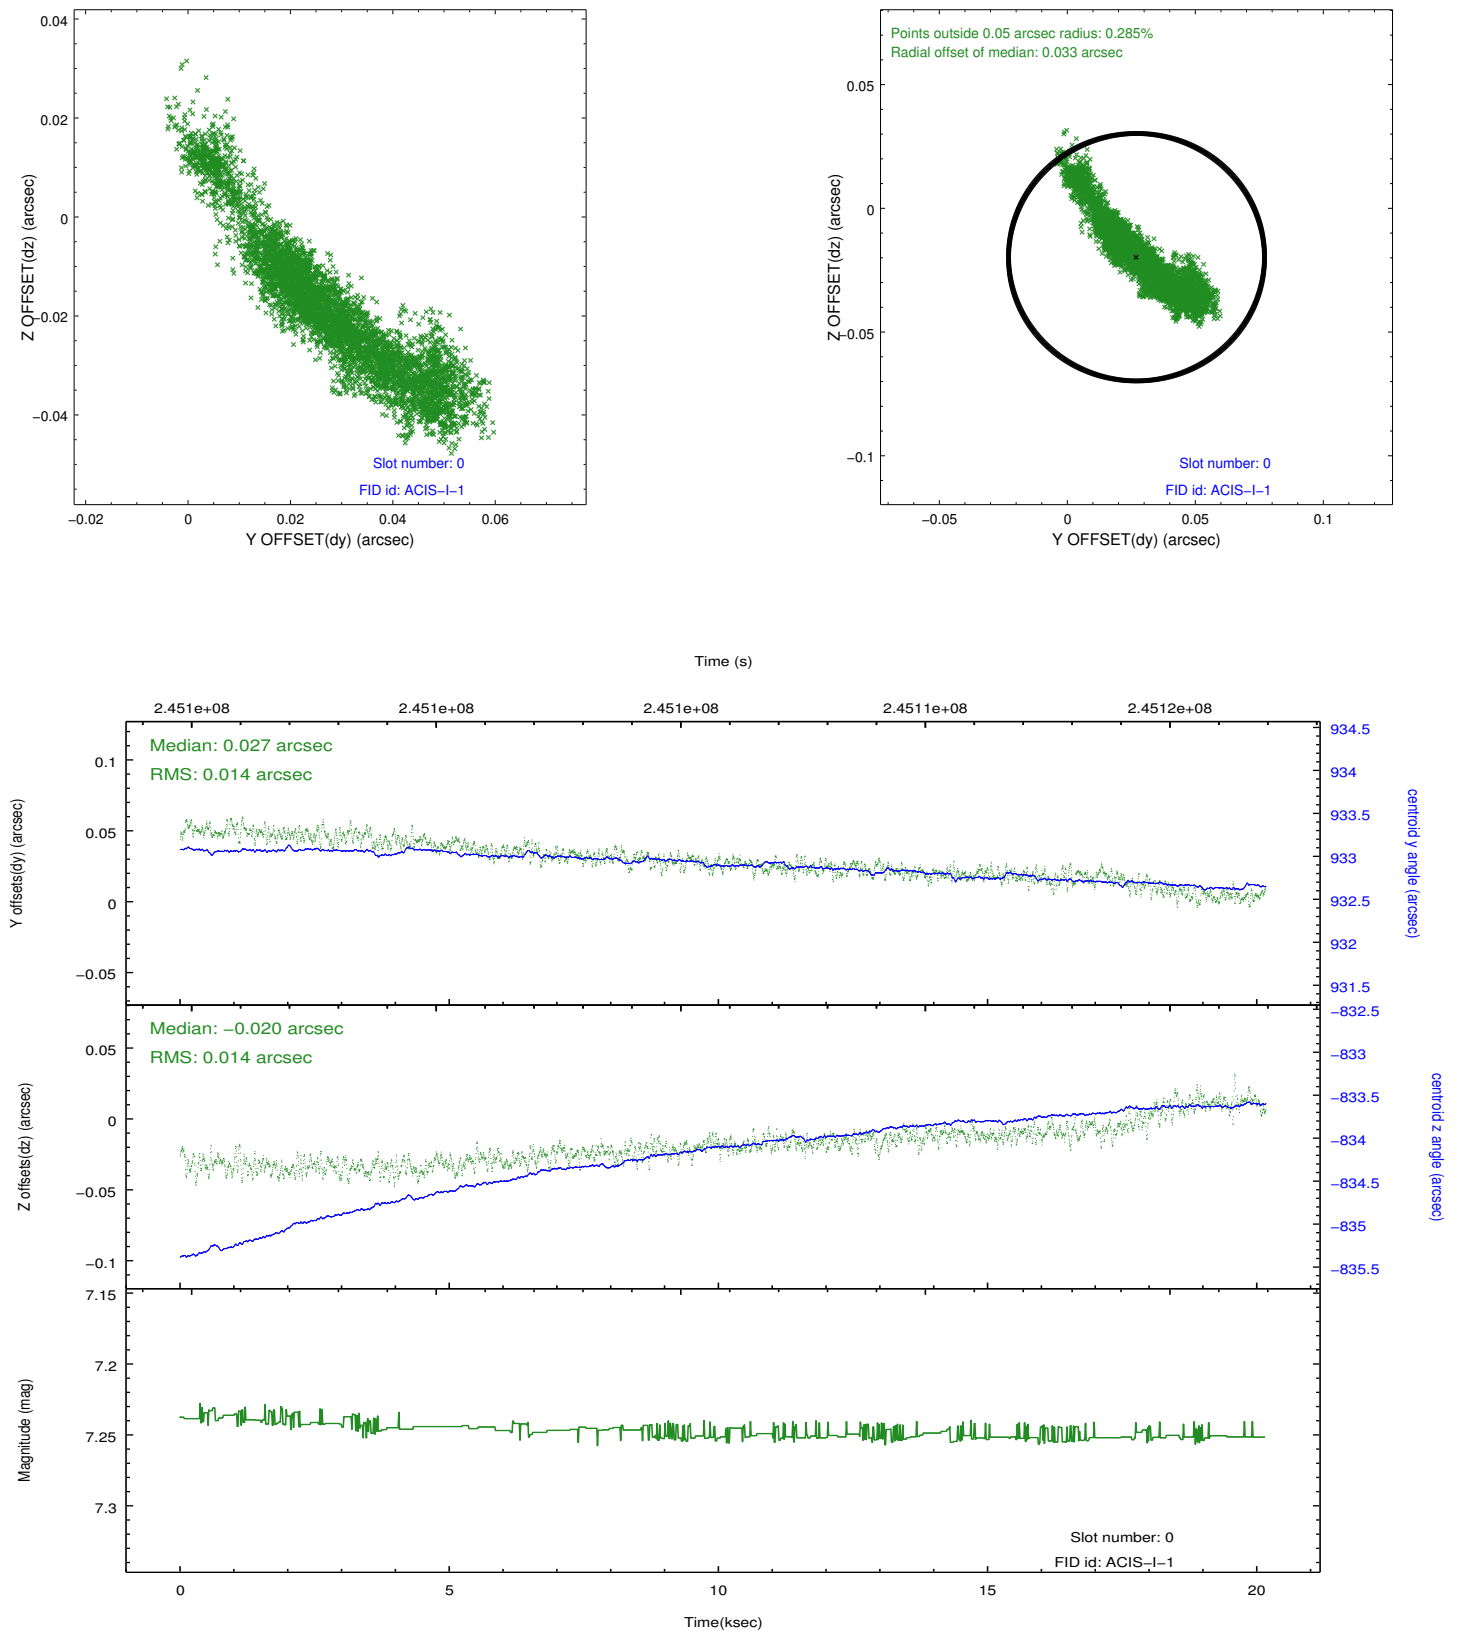 0.04
0.02
0
−0.02
−0.04
Z OFFSET(dz) (arcsec)
Slot number: 0
FID id: ACIS−I−1
−0.02 0 0.02 0.04 0.06
Y OFFSET(dy) (arcsec)
Points outside 0.05 arcsec radius: 0.285%
Radial offset of median: 0.033 arcsec
0.05
0
−0.05
−0.1
Z OFFSET(dz) (arcsec)
Slot number: 0
FID id: ACIS−I−1
−0.05 0 0.05 0.1
Y OFFSET(dy) (arcsec)
Time (s)
2.451e+08 2.451e+08 2.451e+08 2.4511e+08 2.4512e+08
Median: 0.027 arcsec
RMS: 0.014 arcsec
0.1
0.05
0
−0.05
Y offsets(dy) (arcsec)
934.5
934
933.5
933
932.5
932
931.5
centroid y angle (arcsec)
Median: −0.020 arcsec
RMS: 0.014 arcsec
0.05
0
−0.05
−0.1
Z offsets(dz) (arcsec)
−832.5
−833
−833.5
−834
−834.5
−835
−835.5
centroid z angle (arcsec)
7.15
7.2
7.25
7.3
Magnitude (mag)
Slot number: 0
FID id: ACIS−I−1
0 5 10 15 20
Time(ksec)